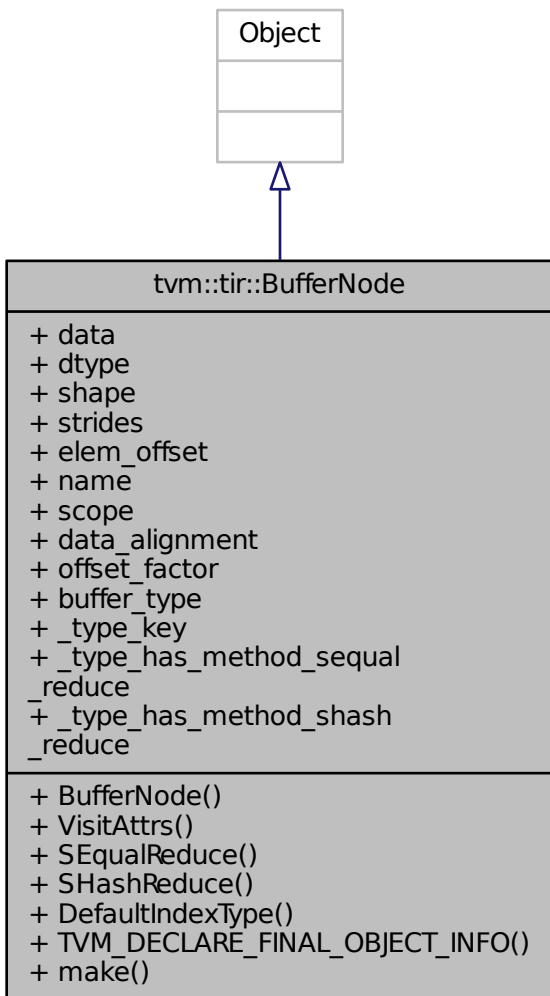 Object
tvm::tir::BufferNode
+ data
+ dtype
+ shape
+ strides
+ elem_offset
+ name
+ scope
+ data_alignment
+ offset_factor
+ buffer_type
+ _type_key
+ _type_has_method_sequal
_reduce
+ _type_has_method_shash
_reduce
+ BufferNode()
+ VisitAttrs()
+ SEqualReduce()
+ SHashReduce()
+ DefaultIndexType()
+ TVM_DECLARE_FINAL_OBJECT_INFO()
+ make()